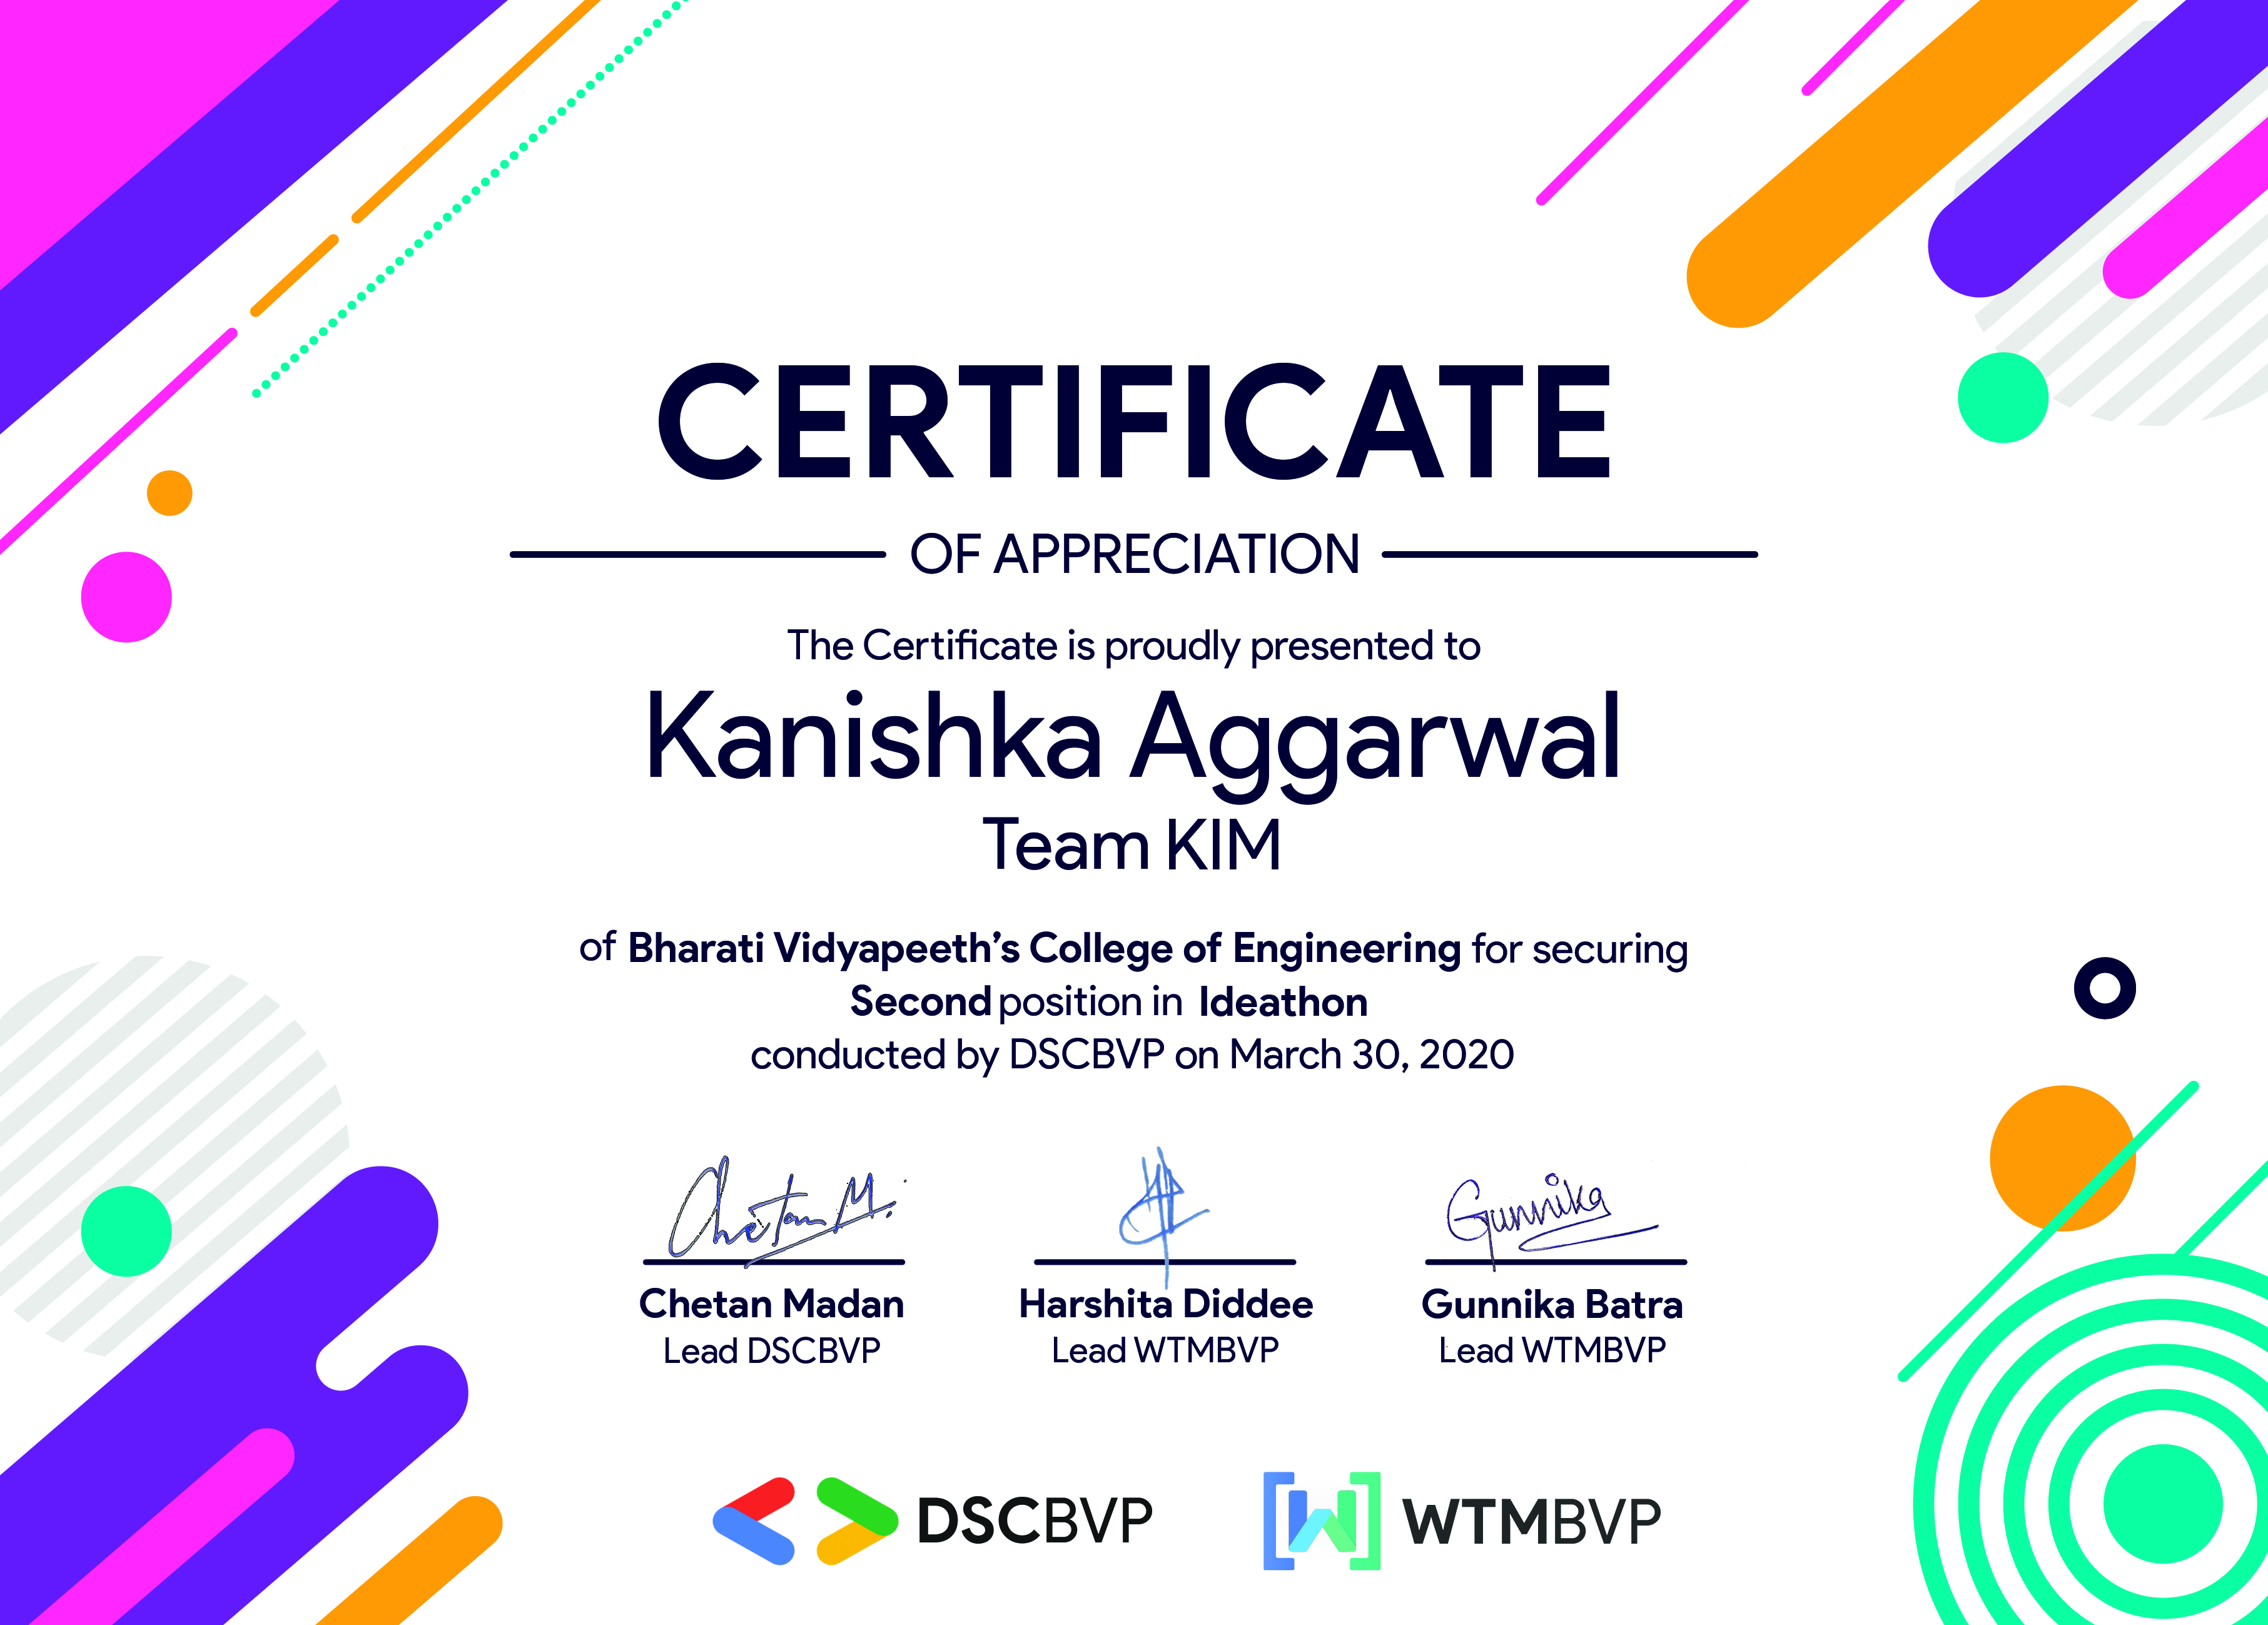 CERTIFICATE
OF APPRECIATION
The Certificate is proudly presented to
Kanishka Aggarwal
Team KIM
of Bharati Vidyapeeth’s College of Engineering for securing
Second position in Ideathon
conducted by DSCBVP on March 30, 2020
Chetan M.
Gunnika
Chetan Madan
Harshita Diddee
Gunnika Batra
Lead DSCBVP
Lead WTMBVP
Lead WTMBVP
DSCBVP
WTMBVP